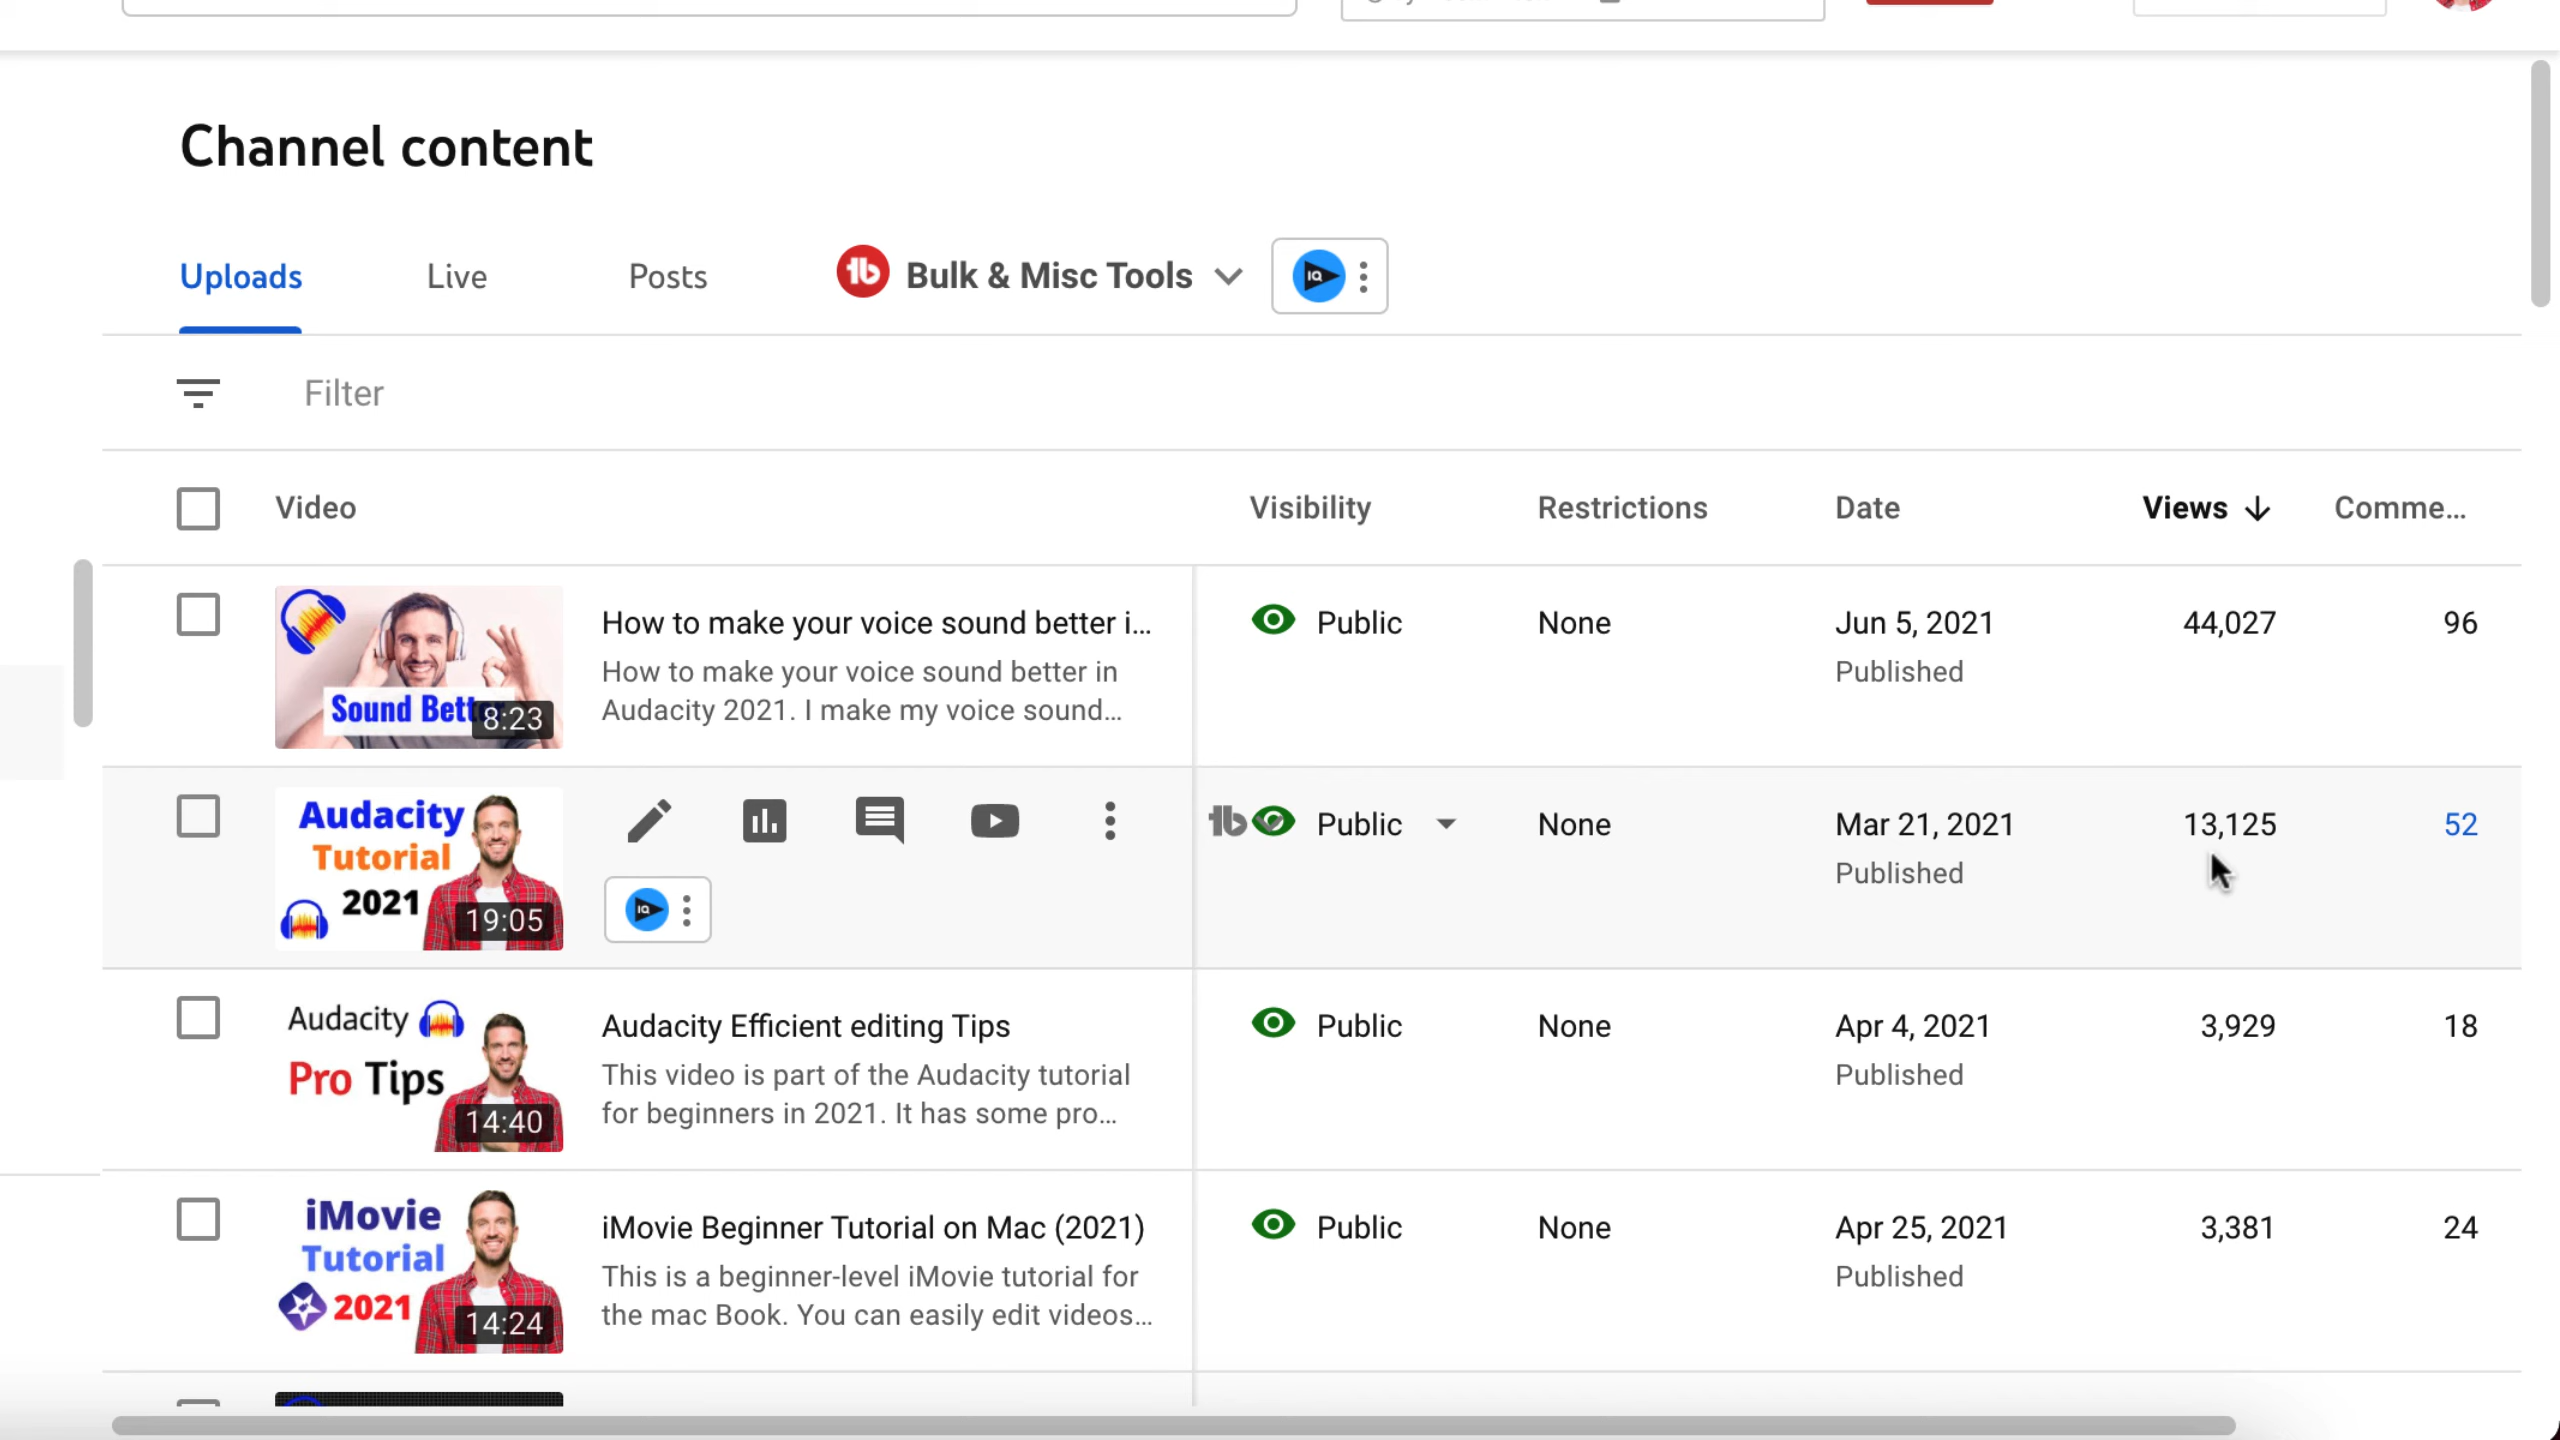 Channel content
Uploads Live Posts Bulk & Misc Tools IQ
Filter
Video Visibility Restrictions Date Views Comme...
Sound Bett 8:23
How to make your voice sound better i...
How to make your voice sound better in
Audacity 2021. I make my voice sound...
Public None Jun 5, 2021 44,027 96
Published
Audacity
Tutorial
2021
19:05
IQ
Public None Mar 21, 2021 13,125 52
Published
Audacity
Pro Tips
14:40
Audacity Efficient editing Tips
This video is part of the Audacity tutorial
for beginners in 2021. It has some pro...
Public None Apr 4, 2021 3,929 18
Published
iMovie
Tutorial
2021
14:24
iMovie Beginner Tutorial on Mac (2021)
This is a beginner-level iMovie tutorial for
the mac Book. You can easily edit videos...
Public None Apr 25, 2021 3,381 24
Published